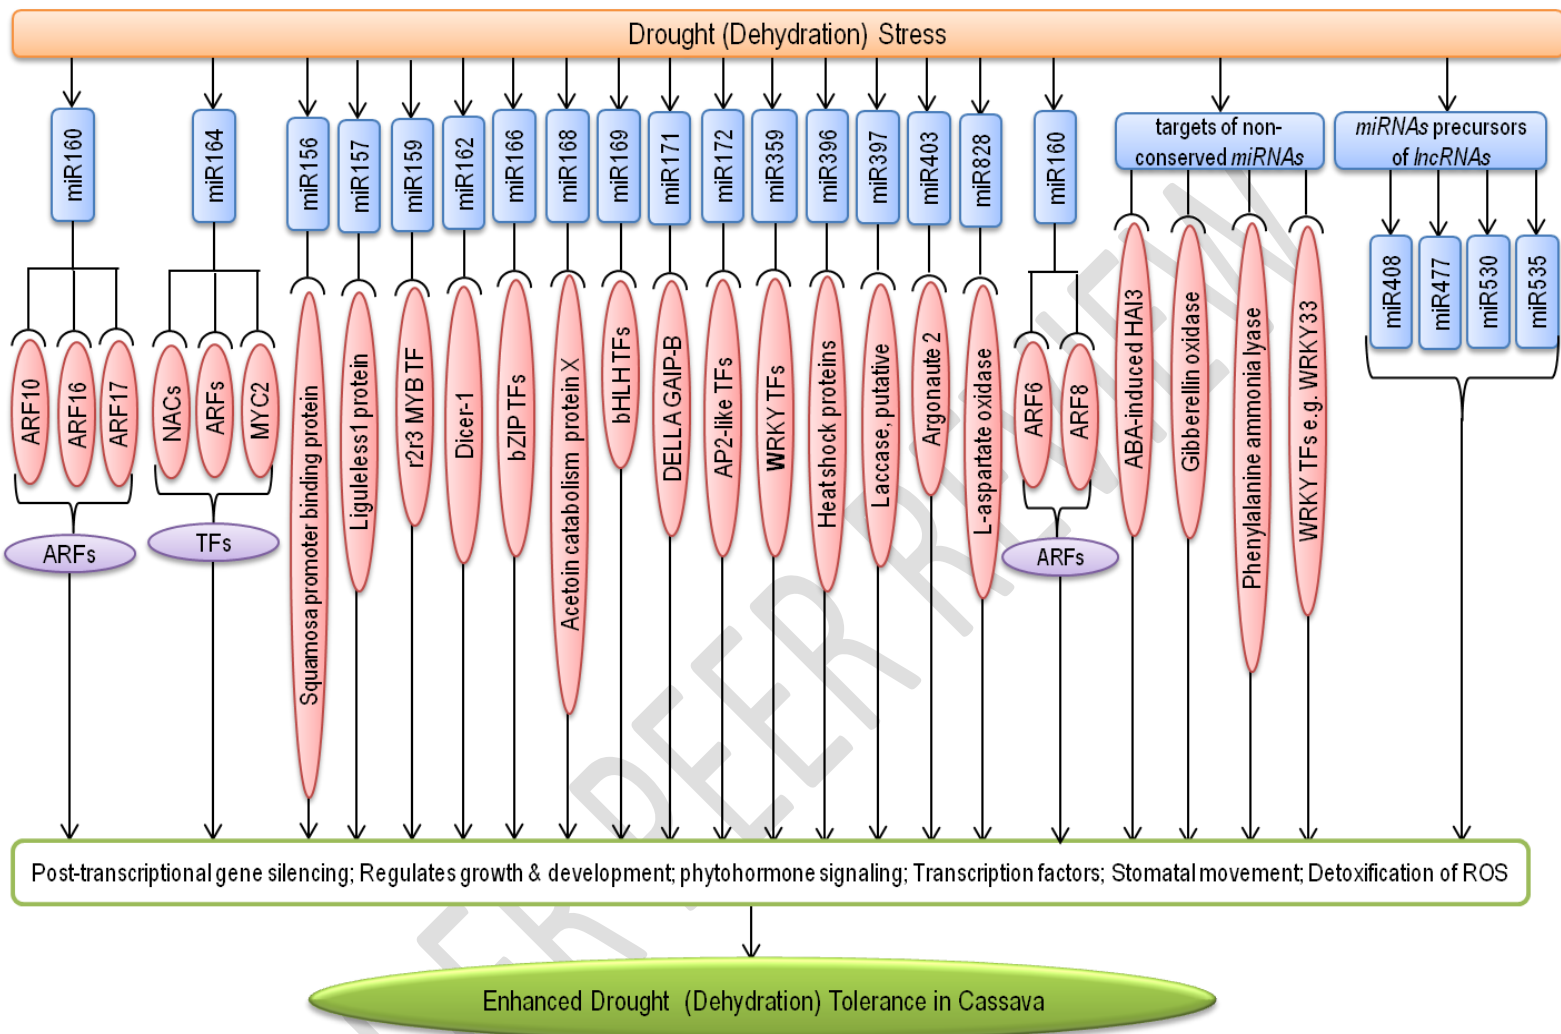 Drought (Dehydration) Stress
miR160
miR164
miR156
miR157
miR159
miR162
miR166
miR168
miR169
miR171
miR172
miR359
miR396
miR397
miR403
miR828
miR160
targets of non-
conserved miRNAs
miRNAs precursors
of lncRNAs
miR408
miR477
miR530
miR535
ARF10
ARF16
ARF17
NACs
ARFs
MYC2
Squamosa promoter binding protein
Liguleless1 protein
r2r3 MYB TF
Dicer-1
bZIP TFs
Acetoin catabolism protein X
bHLH TFs
DELLA GAIP-B
AP2-like TFs
WRKY TFs
Heat shock proteins
Laccase, putative
Argonaute 2
L-aspartate oxidase
ARF6
ARF8
ABA-induced HAI3
Gibberellin oxidase
Phenylalanine ammonia lyase
WRKY TFs e.g. WRKY33
ARFs
TFs
ARFs
Post-transcriptional gene silencing; Regulates growth & development; phytohormone signaling; Transcription factors; Stomatal movement; Detoxification of ROS
Enhanced Drought (Dehydration) Tolerance in Cassava
ER PEER REVIEW